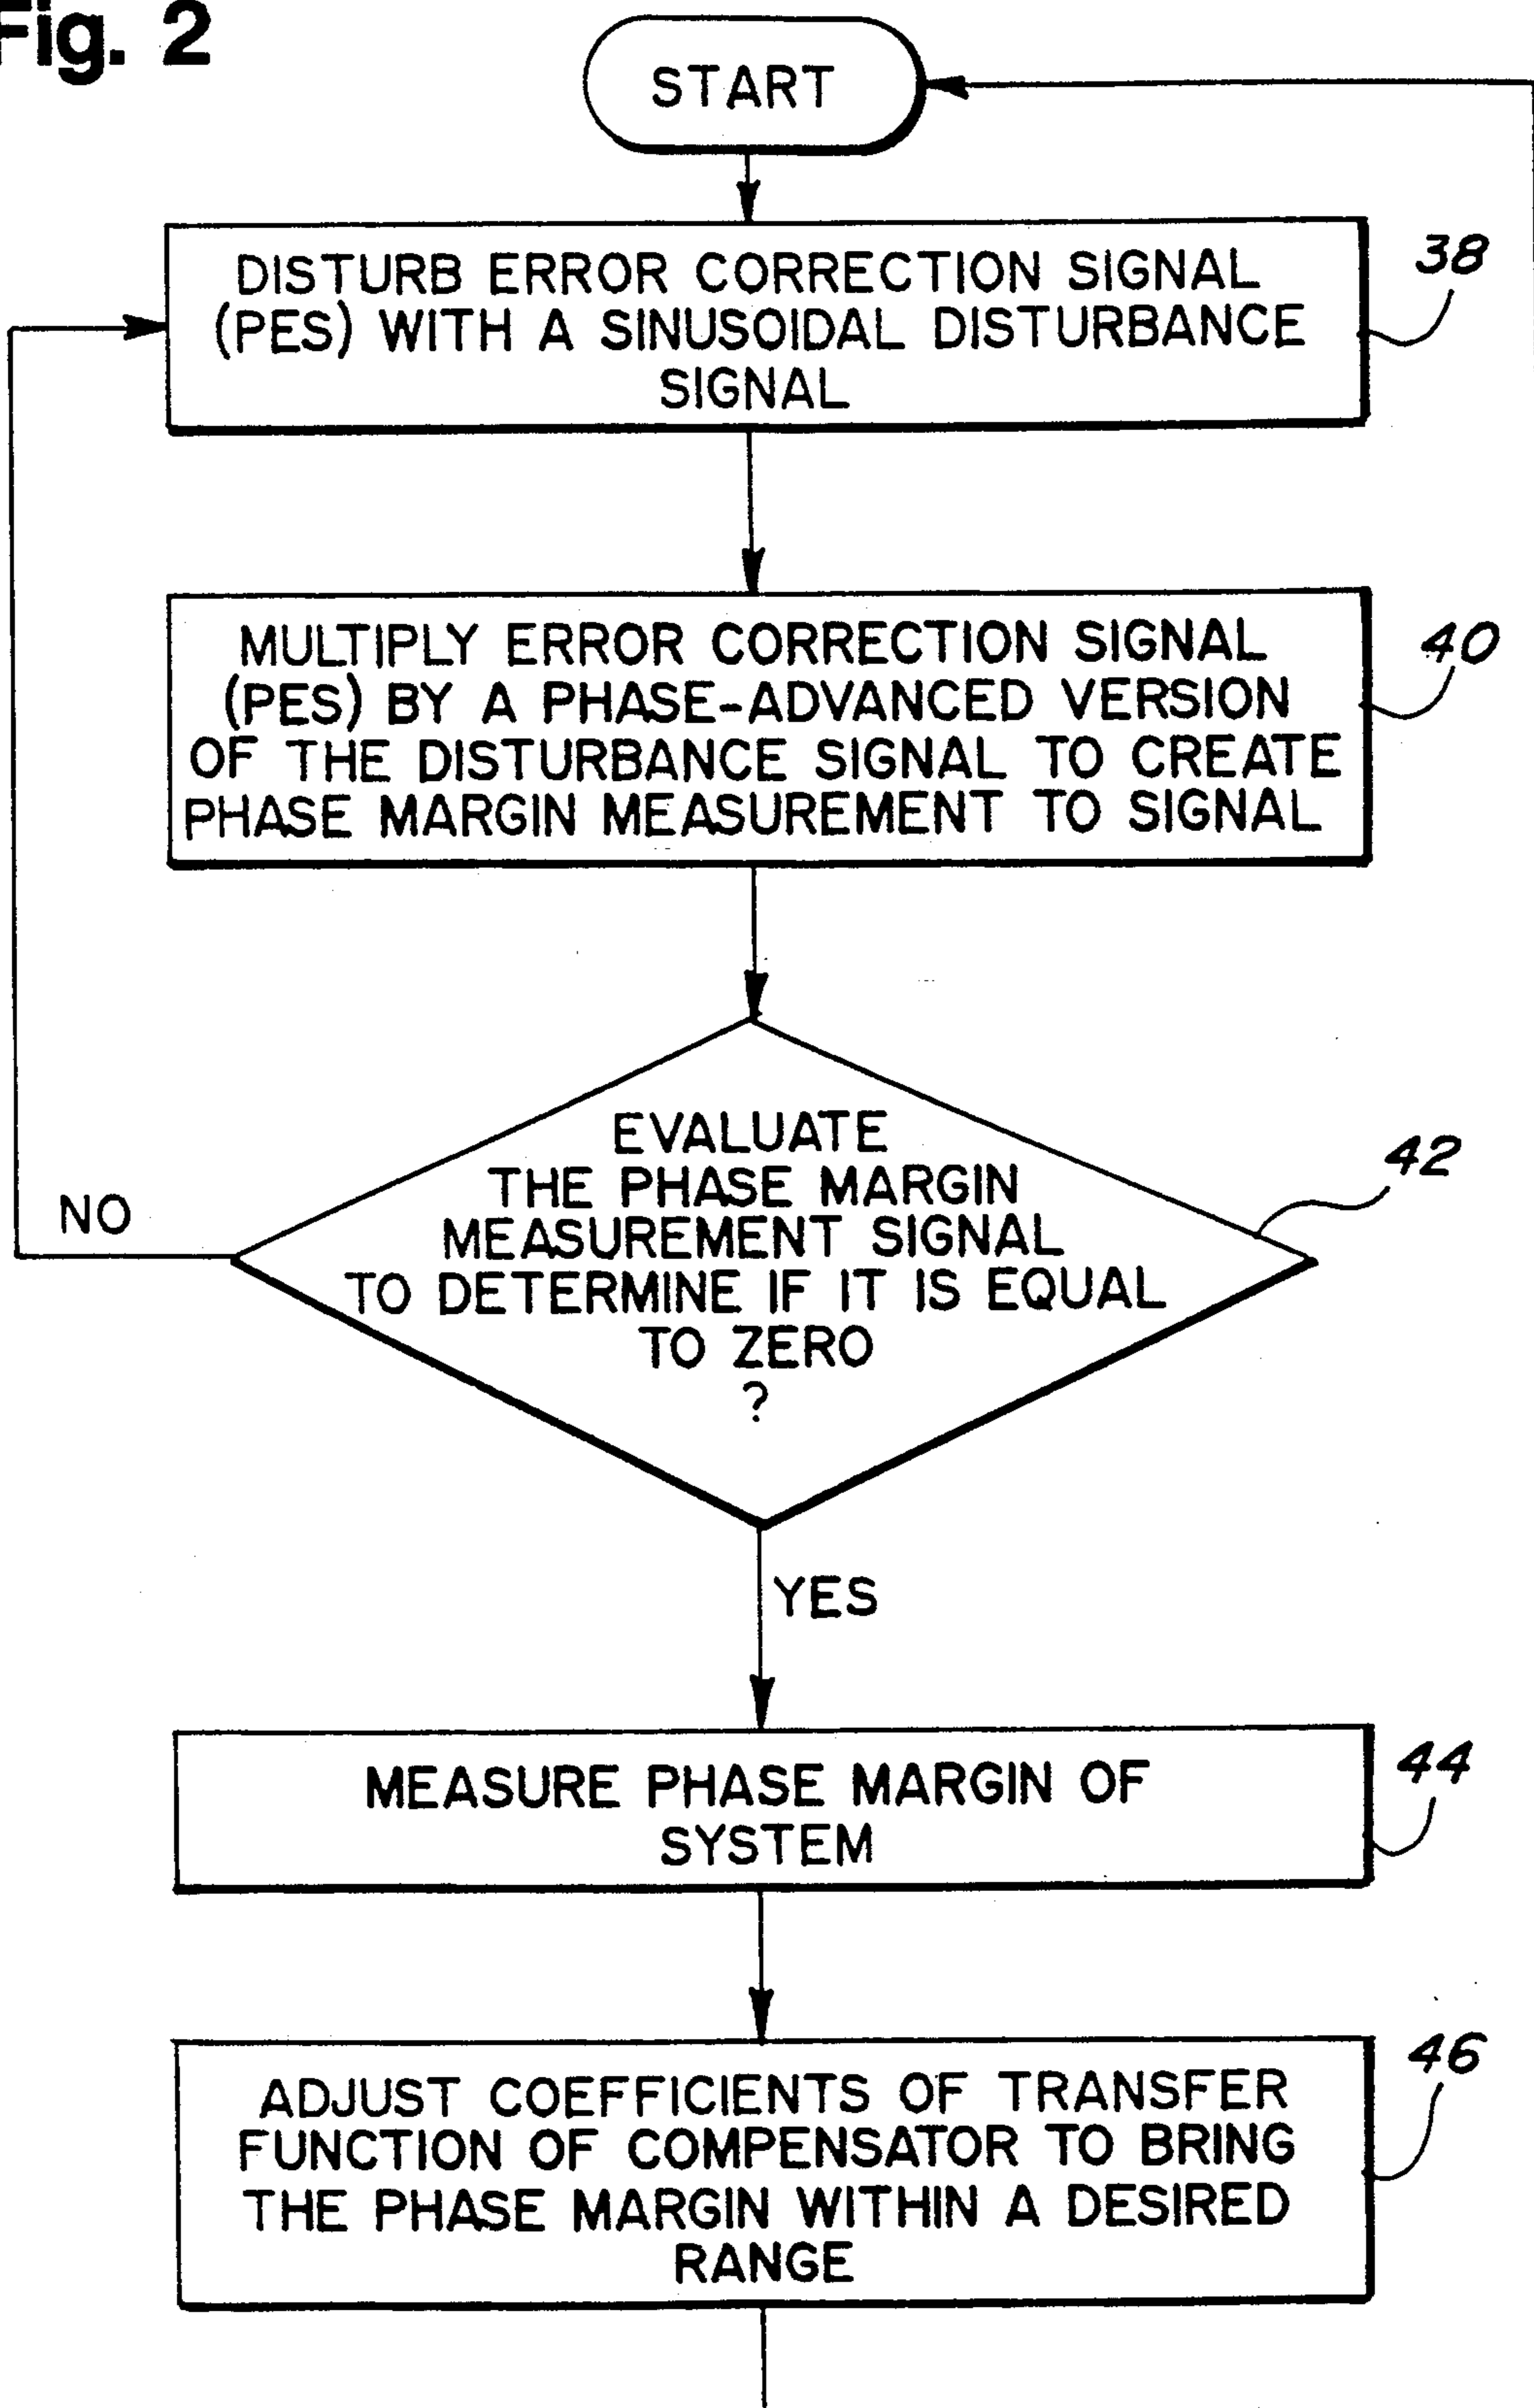 Fig. 2
START
DISTURB ERROR CORRECTION SIGNAL
(PES) WITH A SINUSOIDAL DISTURBANCE
SIGNAL
38
MULTIPLY ERROR CORRECTION SIGNAL
(PES) BY A PHASE-ADVANCED VERSION
OF THE DISTURBANCE SIGNAL TO CREATE
PHASE MARGIN MEASUREMENT TO SIGNAL
40
EVALUATE
THE PHASE MARGIN
MEASUREMENT SIGNAL
TO DETERMINE IF IT IS EQUAL
TO ZERO
?
42
NO
YES
MEASURE PHASE MARGIN OF
SYSTEM
44
ADJUST COEFFICIENTS OF TRANSFER
FUNCTION OF COMPENSATOR TO BRING
THE PHASE MARGIN WITHIN A DESIRED
RANGE
46